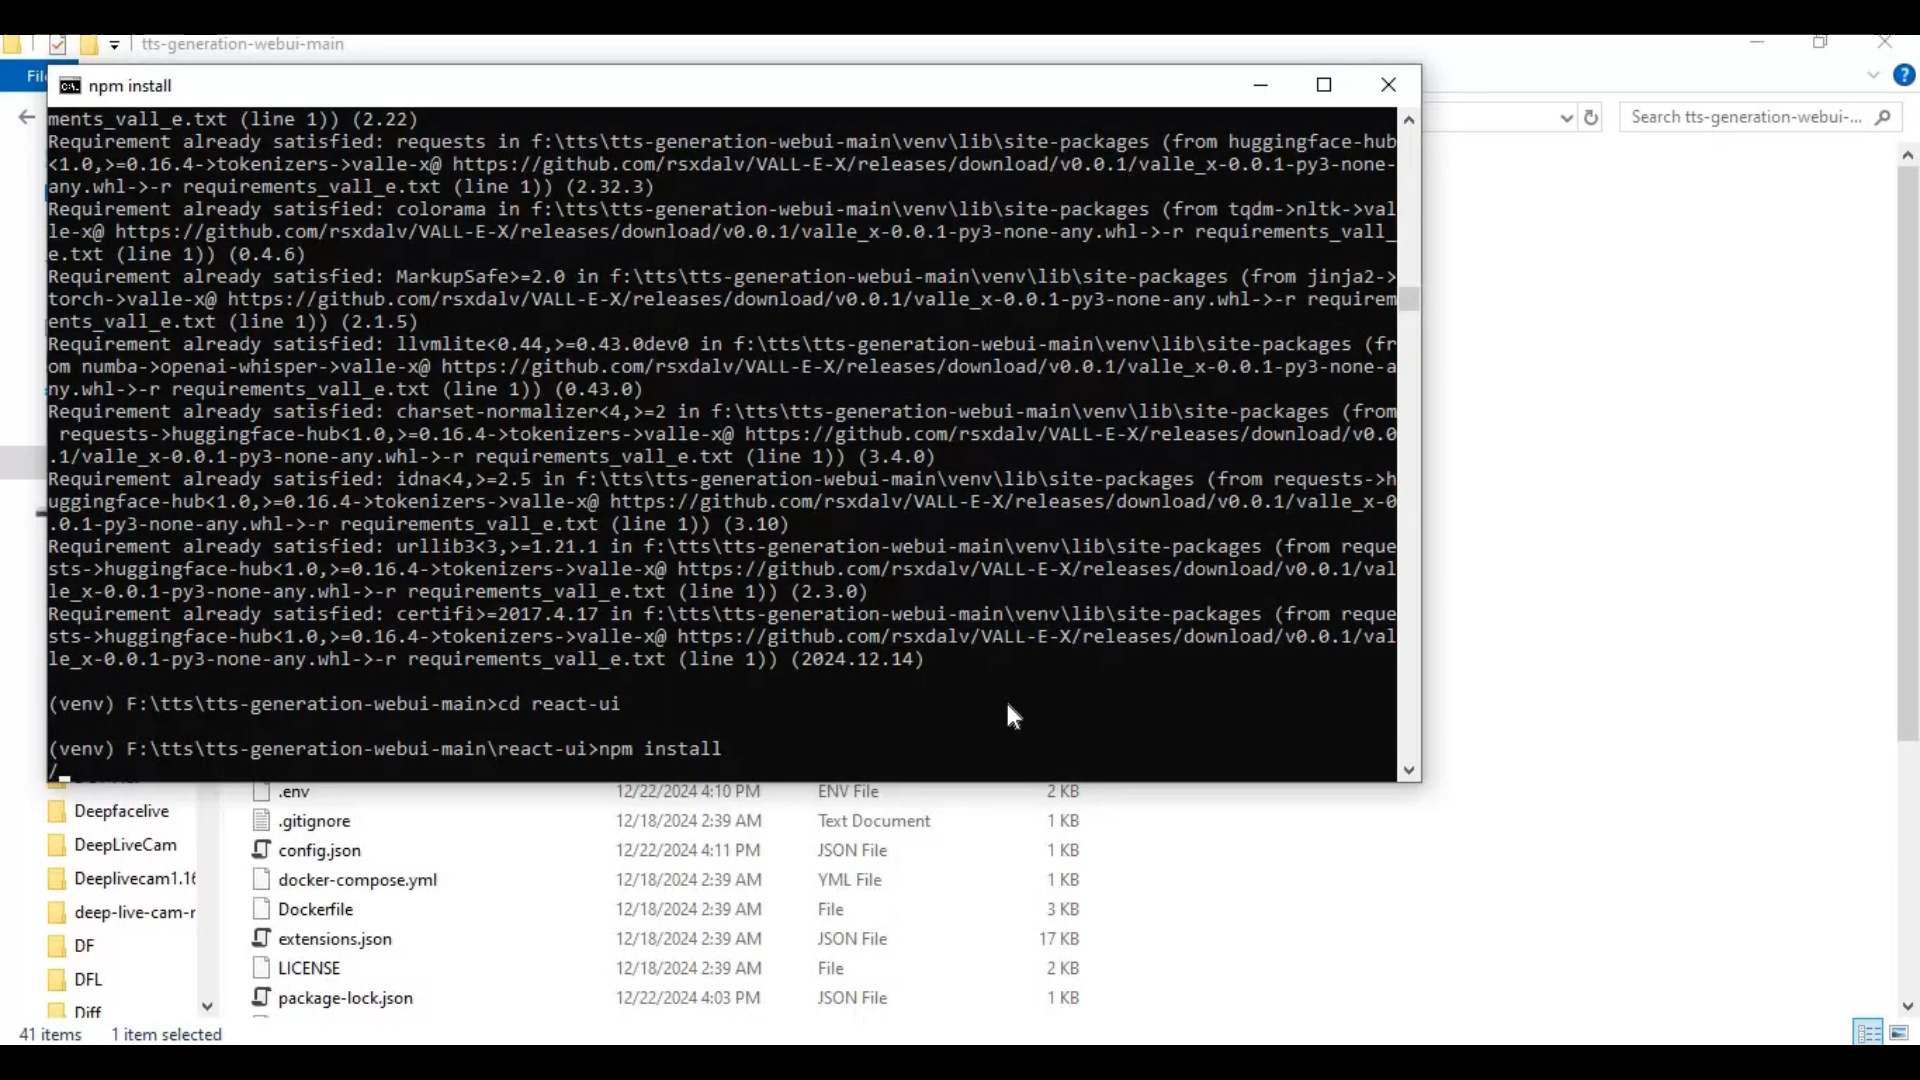 tts-generation-webui-main
File
npm install
Search tts-generation-webui-...
ments_vall_e.txt (line 1)) (2.22)
Requirement already satisfied: requests in f:\tts\tts-generation-webui-main\venv\lib\site-packages (from huggingface-hub
<1.0,>=0.16.4->tokenizers->valle-x@ https://github.com/rsxdalv/VALL-E-X/releases/download/v0.0.1/valle_x-0.0.1-py3-none-
any.whl->-r requirements_vall_e.txt (line 1)) (2.32.3)
Requirement already satisfied: colorama in f:\tts\tts-generation-webui-main\venv\lib\site-packages (from tqdm->nltk->val
le-x@ https://github.com/rsxdalv/VALL-E-X/releases/download/v0.0.1/valle_x-0.0.1-py3-none-any.whl->-r requirements_vall_
e.txt (line 1)) (0.4.6)
Requirement already satisfied: MarkupSafe>=2.0 in f:\tts\tts-generation-webui-main\venv\lib\site-packages (from jinja2->
torch->valle-x@ https://github.com/rsxdalv/VALL-E-X/releases/download/v0.0.1/valle_x-0.0.1-py3-none-any.whl->-r requirem
ents_vall_e.txt (line 1)) (2.1.5)
Requirement already satisfied: llvmlite<0.44,>=0.43.0dev0 in f:\tts\tts-generation-webui-main\venv\lib\site-packages (fr
om numba->openai-whisper->valle-x@ https://github.com/rsxdalv/VALL-E-X/releases/download/v0.0.1/valle_x-0.0.1-py3-none-a
ny.whl->-r requirements_vall_e.txt (line 1)) (0.43.0)
Requirement already satisfied: charset-normalizer<4,>=2 in f:\tts\tts-generation-webui-main\venv\lib\site-packages (from
requests->huggingface-hub<1.0,>=0.16.4->tokenizers->valle-x@ https://github.com/rsxdalv/VALL-E-X/releases/download/v0.0
.1/valle_x-0.0.1-py3-none-any.whl->-r requirements_vall_e.txt (line 1)) (3.4.0)
Requirement already satisfied: idna<4,>=2.5 in f:\tts\tts-generation-webui-main\venv\lib\site-packages (from requests->h
uggingface-hub<1.0,>=0.16.4->tokenizers->valle-x@ https://github.com/rsxdalv/VALL-E-X/releases/download/v0.0.1/valle_x-0
.0.1-py3-none-any.whl->-r requirements_vall_e.txt (line 1)) (3.10)
Requirement already satisfied: urllib3<3,>=1.21.1 in f:\tts\tts-generation-webui-main\venv\lib\site-packages (from reque
sts->huggingface-hub<1.0,>=0.16.4->tokenizers->valle-x@ https://github.com/rsxdalv/VALL-E-X/releases/download/v0.0.1/val
le_x-0.0.1-py3-none-any.whl->-r requirements_vall_e.txt (line 1)) (2.3.0)
Requirement already satisfied: certifi>=2017.4.17 in f:\tts\tts-generation-webui-main\venv\lib\site-packages (from reque
sts->huggingface-hub<1.0,>=0.16.4->tokenizers->valle-x@ https://github.com/rsxdalv/VALL-E-X/releases/download/v0.0.1/val
le_x-0.0.1-py3-none-any.whl->-r requirements_vall_e.txt (line 1)) (2024.12.14)
(venv) F:\tts\tts-generation-webui-main>cd react-ui
(venv) F:\tts\tts-generation-webui-main\react-ui>npm install
/
.env 12/22/2024 4:10 PM ENV File 2 KB
Deepfacelive
.gitignore 12/18/2024 2:39 AM Text Document 1 KB
DeepLiveCam
config.json 12/22/2024 4:11 PM JSON File 1 KB
Deeplivecam1.16
docker-compose.yml 12/18/2024 2:39 AM YML File 1 KB
deep-live-cam-r
Dockerfile 12/18/2024 2:39 AM File 3 KB
DF
extensions.json 12/18/2024 2:39 AM JSON File 17 KB
DFL
LICENSE 12/18/2024 2:39 AM File 2 KB
Diff
package-lock.json 12/22/2024 4:03 PM JSON File 1 KB
41 items 1 item selected